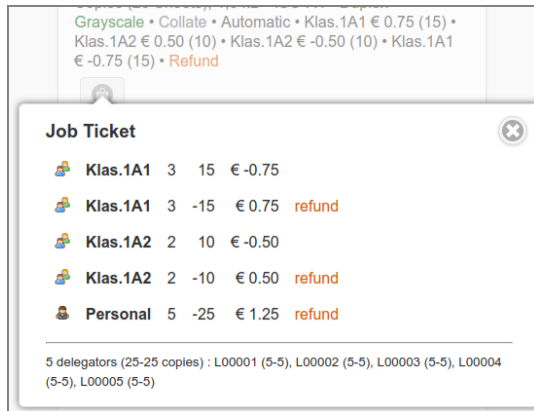 Grayscale • Collate • Automatic • Klas.1A1 € 0.75 (15) •
Klas.1A2 € 0.50 (10) • Klas.1A2 € -0.50 (10) • Klas.1A1
€ -0.75 (15) • Refund
Job Ticket
Klas.1A1 3 15 € -0.75
Klas.1A1 3 -15 € 0.75 refund
Klas.1A2 2 10 € -0.50
Klas.1A2 2 -10 € 0.50 refund
Personal 5 -25 € 1.25 refund
5 delegators (25-25 copies) : L00001 (5-5), L00002 (5-5), L00003 (5-5), L00004
(5-5), L00005 (5-5)